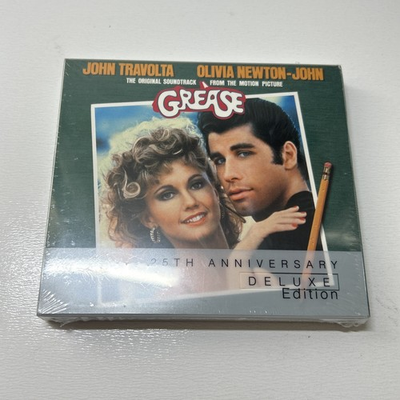 JOHN TRAVOLTA OLIVIA NEWTON-JOHN
THE ORIGINAL SOUNDTRACK FROM THE MOTION PICTURE
GREASE
25TH ANNIVERSARY
DELUXE
Edition